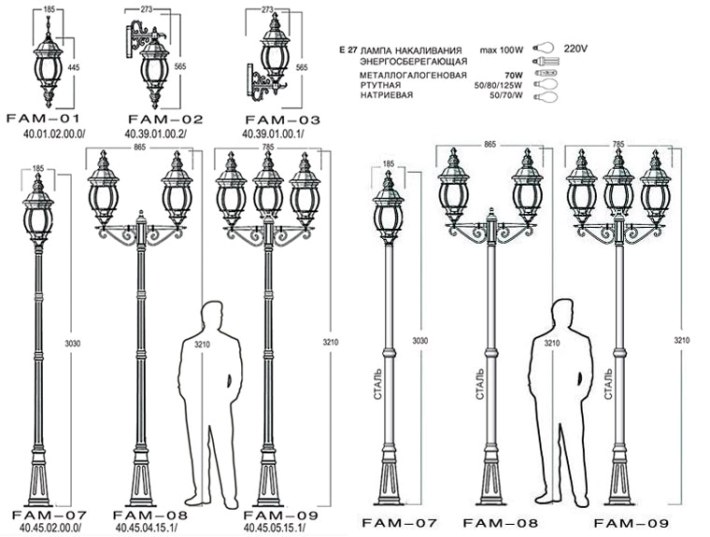 185
445
FAM-01
40.01.02.00.0/
273
565
FAM-02
40.39.01.00.2/
273
565
FAM-03
40.39.01.00.1/
E 27 ЛАМПА НАКАЛИВАНИЯ max 100W 220V
ЭНЕРГОСБЕРЕГАЮЩАЯ
МЕТАЛЛОГАЛОГЕНОВАЯ 70W
РТУТНАЯ 50/80/125W
НАТРИЕВАЯ 50/70/W
185
3030
FAM-07
40.45.02.00.0/
865
3210
FAM-08
40.45.04.15.1/
785
3210
FAM-09
40.45.05.15.1/
185
3030
СТАЛЬ
FAM-07
865
3210
СТАЛЬ
FAM-08
785
3210
СТАЛЬ
FAM-09